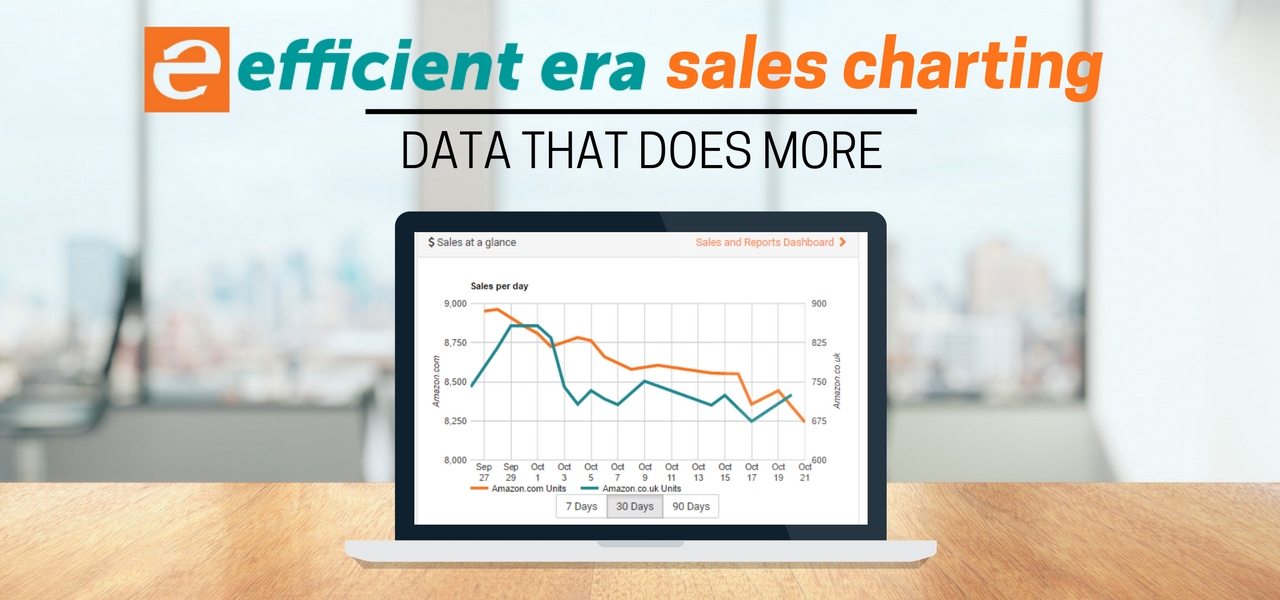 e efficient era sales charting
DATA THAT DOES MORE
$ Sales at a glance Sales and Reports Dashboard
Sales per day
9,000 900
8,750 825
Amazon.com Amazon.co.uk
8,500 750
8,250 675
8,000 600
Sep Sep Oct Oct Oct Oct Oct Oct Oct Oct Oct Oct Oct
27 29 1 3 5 7 9 11 13 15 17 19 21
Amazon.com Units Amazon.co.uk Units
7 Days 30 Days 90 Days